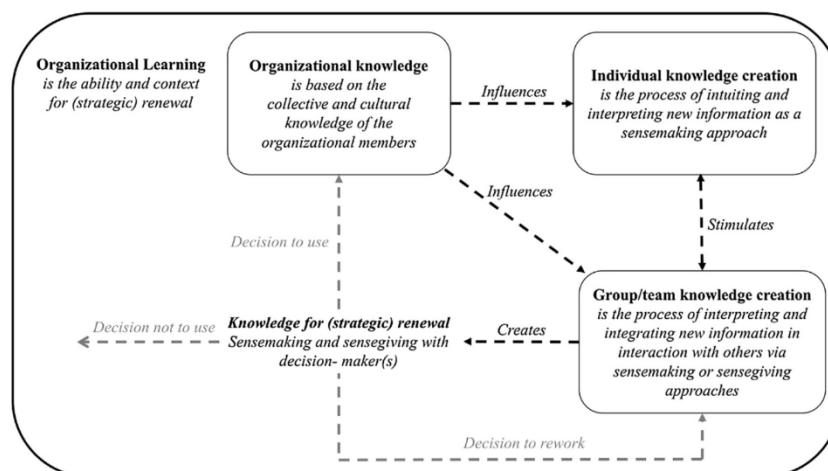 Organizational Learning
is the ability and context
for (strategic) renewal
Organizational knowledge
is based on the
collective and cultural
knowledge of the
organizational members
Influences
Individual knowledge creation
is the process of intuiting and
interpreting new information as a
sensemaking approach
Influences
Stimulates
Decision to use
Group/team knowledge creation
is the process of interpreting and
integrating new information in
interaction with others via
sensemaking or sensegiving
approaches
Creates
Knowledge for (strategic) renewal
Sensemaking and sensegiving with
decision- maker(s)
Decision not to use
Decision to rework